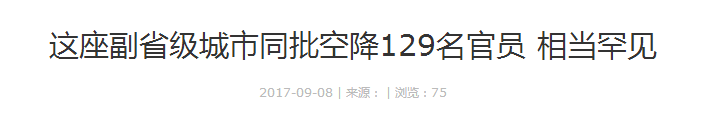 这座副省级城市同批空降129名官员 相当罕见
2017-09-08 | 来源： | 浏览：75